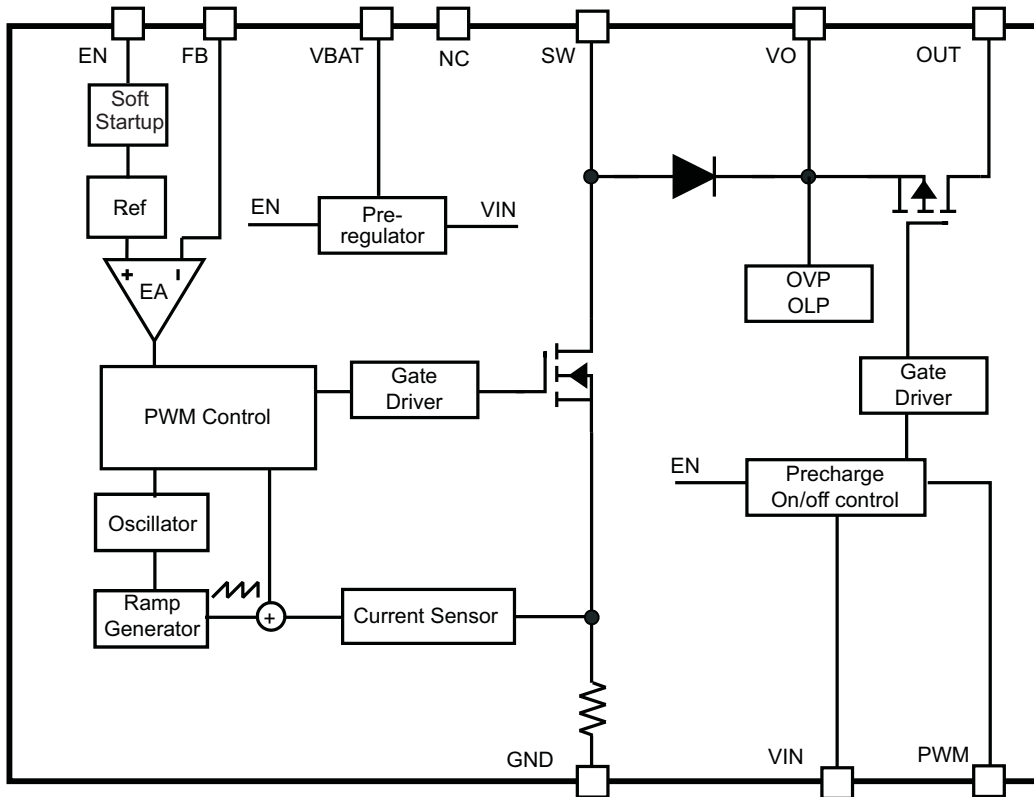 EN
FB
VBAT
NC
SW
VO
OUT
Soft
Startup
Ref
EN
Pre-
regulator
VIN
+
-
EA
OVP
OLP
PWM Control
Gate
Driver
Gate
Driver
EN
Precharge
On/off control
Oscillator
Ramp
Generator
+
Current Sensor
GND
VIN
PWM